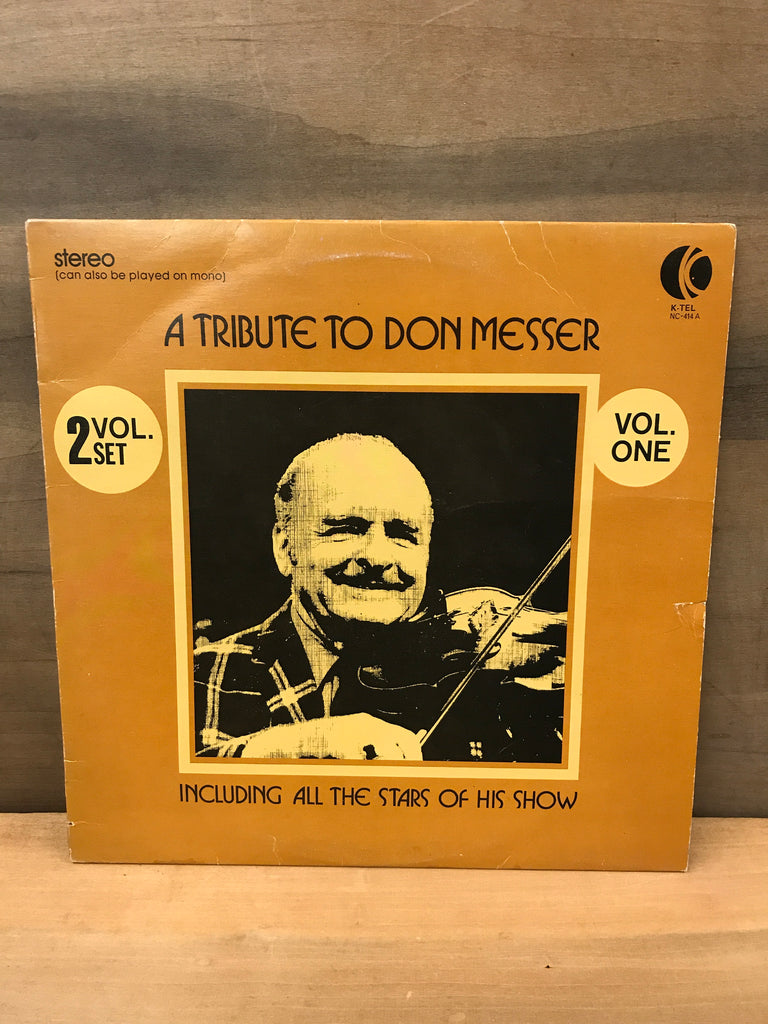 stereo
(can also be played on mono)
K
K-TEL
NC-414 A
A TRIBUTE TO DON MESSER
2 VOL.
SET
VOL.
ONE
INCLUDING ALL THE STARS OF HIS SHOW